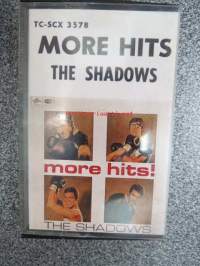 TC-SCX 3578
MORE HITS
THE SHADOWS
more hits!
THE SHADOWS